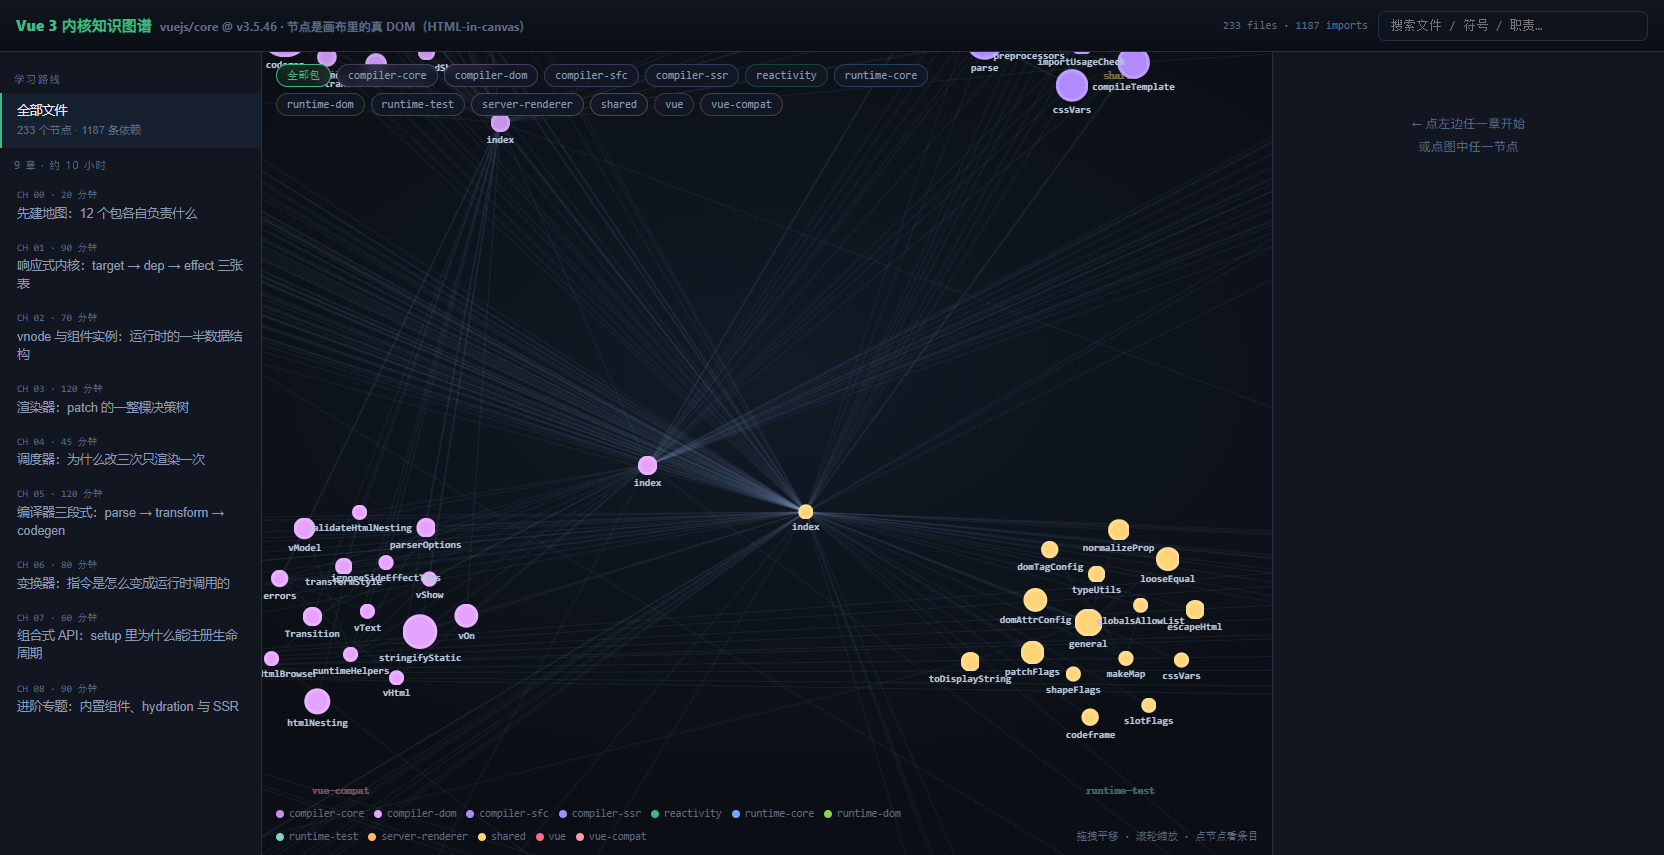 Vue 3 内核知识图谱 vuejs/core @ v3.5.46 · 节点是画布里的真 DOM（HTML-in-canvas）
233 files · 1187 imports
搜索文件 / 符号 / 职责…
学习路线
全部文件
233 个节点 · 1187 条依赖
9 章 · 约 10 小时
CH 00 · 20 分钟
先建地图：12 个包各自负责什么
CH 01 · 90 分钟
响应式内核：target → dep → effect 三张
表
CH 02 · 70 分钟
vnode 与组件实例：运行时的一半数据结
构
CH 03 · 120 分钟
渲染器：patch 的一整棵决策树
CH 04 · 45 分钟
调度器：为什么改三次只渲染一次
CH 05 · 120 分钟
编译器三段式：parse → transform →
codegen
CH 06 · 80 分钟
变换器：指令是怎么变成运行时调用的
CH 07 · 60 分钟
组合式 API：setup 里为什么能注册生命
周期
CH 08 · 90 分钟
进阶专题：内置组件、hydration 与 SSR
全部包 compiler-core compiler-dom compiler-sfc compiler-ssr reactivity runtime-core
runtime-dom runtime-test server-renderer shared vue vue-compat
preprocessors
importUsageCheck
parse
compileTemplate
cssVars
index
index
index
validateHtmlNesting
parserOptions
vModel
transformStyle
ignoreSideEffectTags
errors
vShow
vText
Transition
vOn
stringifyStatic
runtimeHelpers
vHtml
htmlNesting
normalizeProp
domTagConfig
looseEqual
typeUtils
domAttrConfig
globalsAllowList
escapeHtml
general
patchFlags
toDisplayString
makeMap
cssVars
shapeFlags
slotFlags
codeframe
vue-compat
runtime-test
compiler-core compiler-dom compiler-sfc compiler-ssr reactivity runtime-core runtime-dom
runtime-test server-renderer shared vue vue-compat
拖拽平移 · 滚轮缩放 · 点节点看条目
← 点左边任一章开始
或点图中任一节点